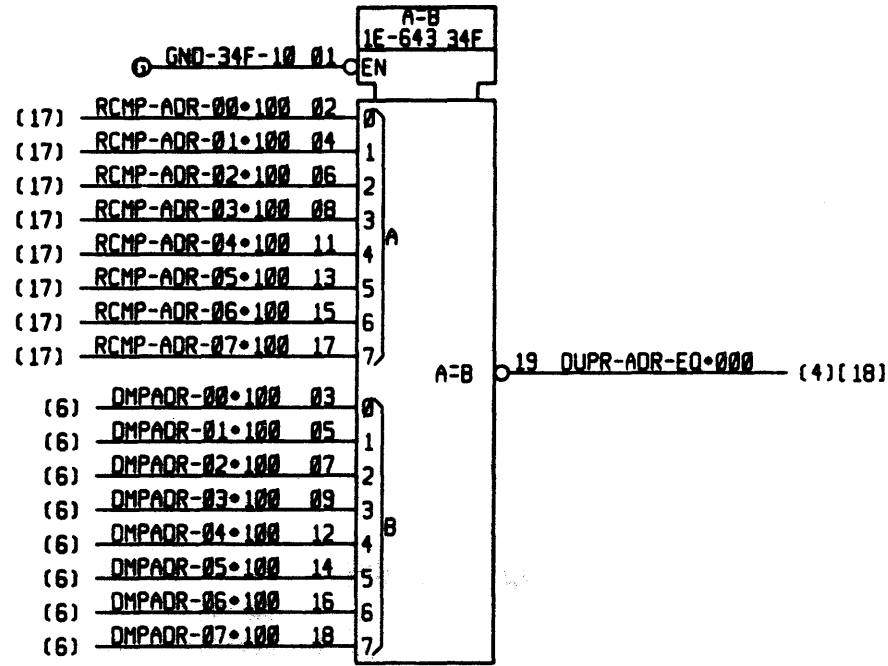 A=B
1E-643 34F
G GND-34F-10 01 EN
(17) RCMP-ADR-00•100 02 0
(17) RCMP-ADR-01•100 04 1
(17) RCMP-ADR-02•100 06 2
(17) RCMP-ADR-03•100 08 3
A
(17) RCMP-ADR-04•100 11 4
(17) RCMP-ADR-05•100 13 5
(17) RCMP-ADR-06•100 15 6
(17) RCMP-ADR-07•100 17 7
A=B 19 DUPR-ADR-EQ•000 (4)(18)
(6) DMPADR-00•100 03 0
(6) DMPADR-01•100 05 1
(6) DMPADR-02•100 07 2
(6) DMPADR-03•100 09 3
B
(6) DMPADR-04•100 12 4
(6) DMPADR-05•100 14 5
(6) DMPADR-06•100 16 6
(6) DMPADR-07•100 18 7